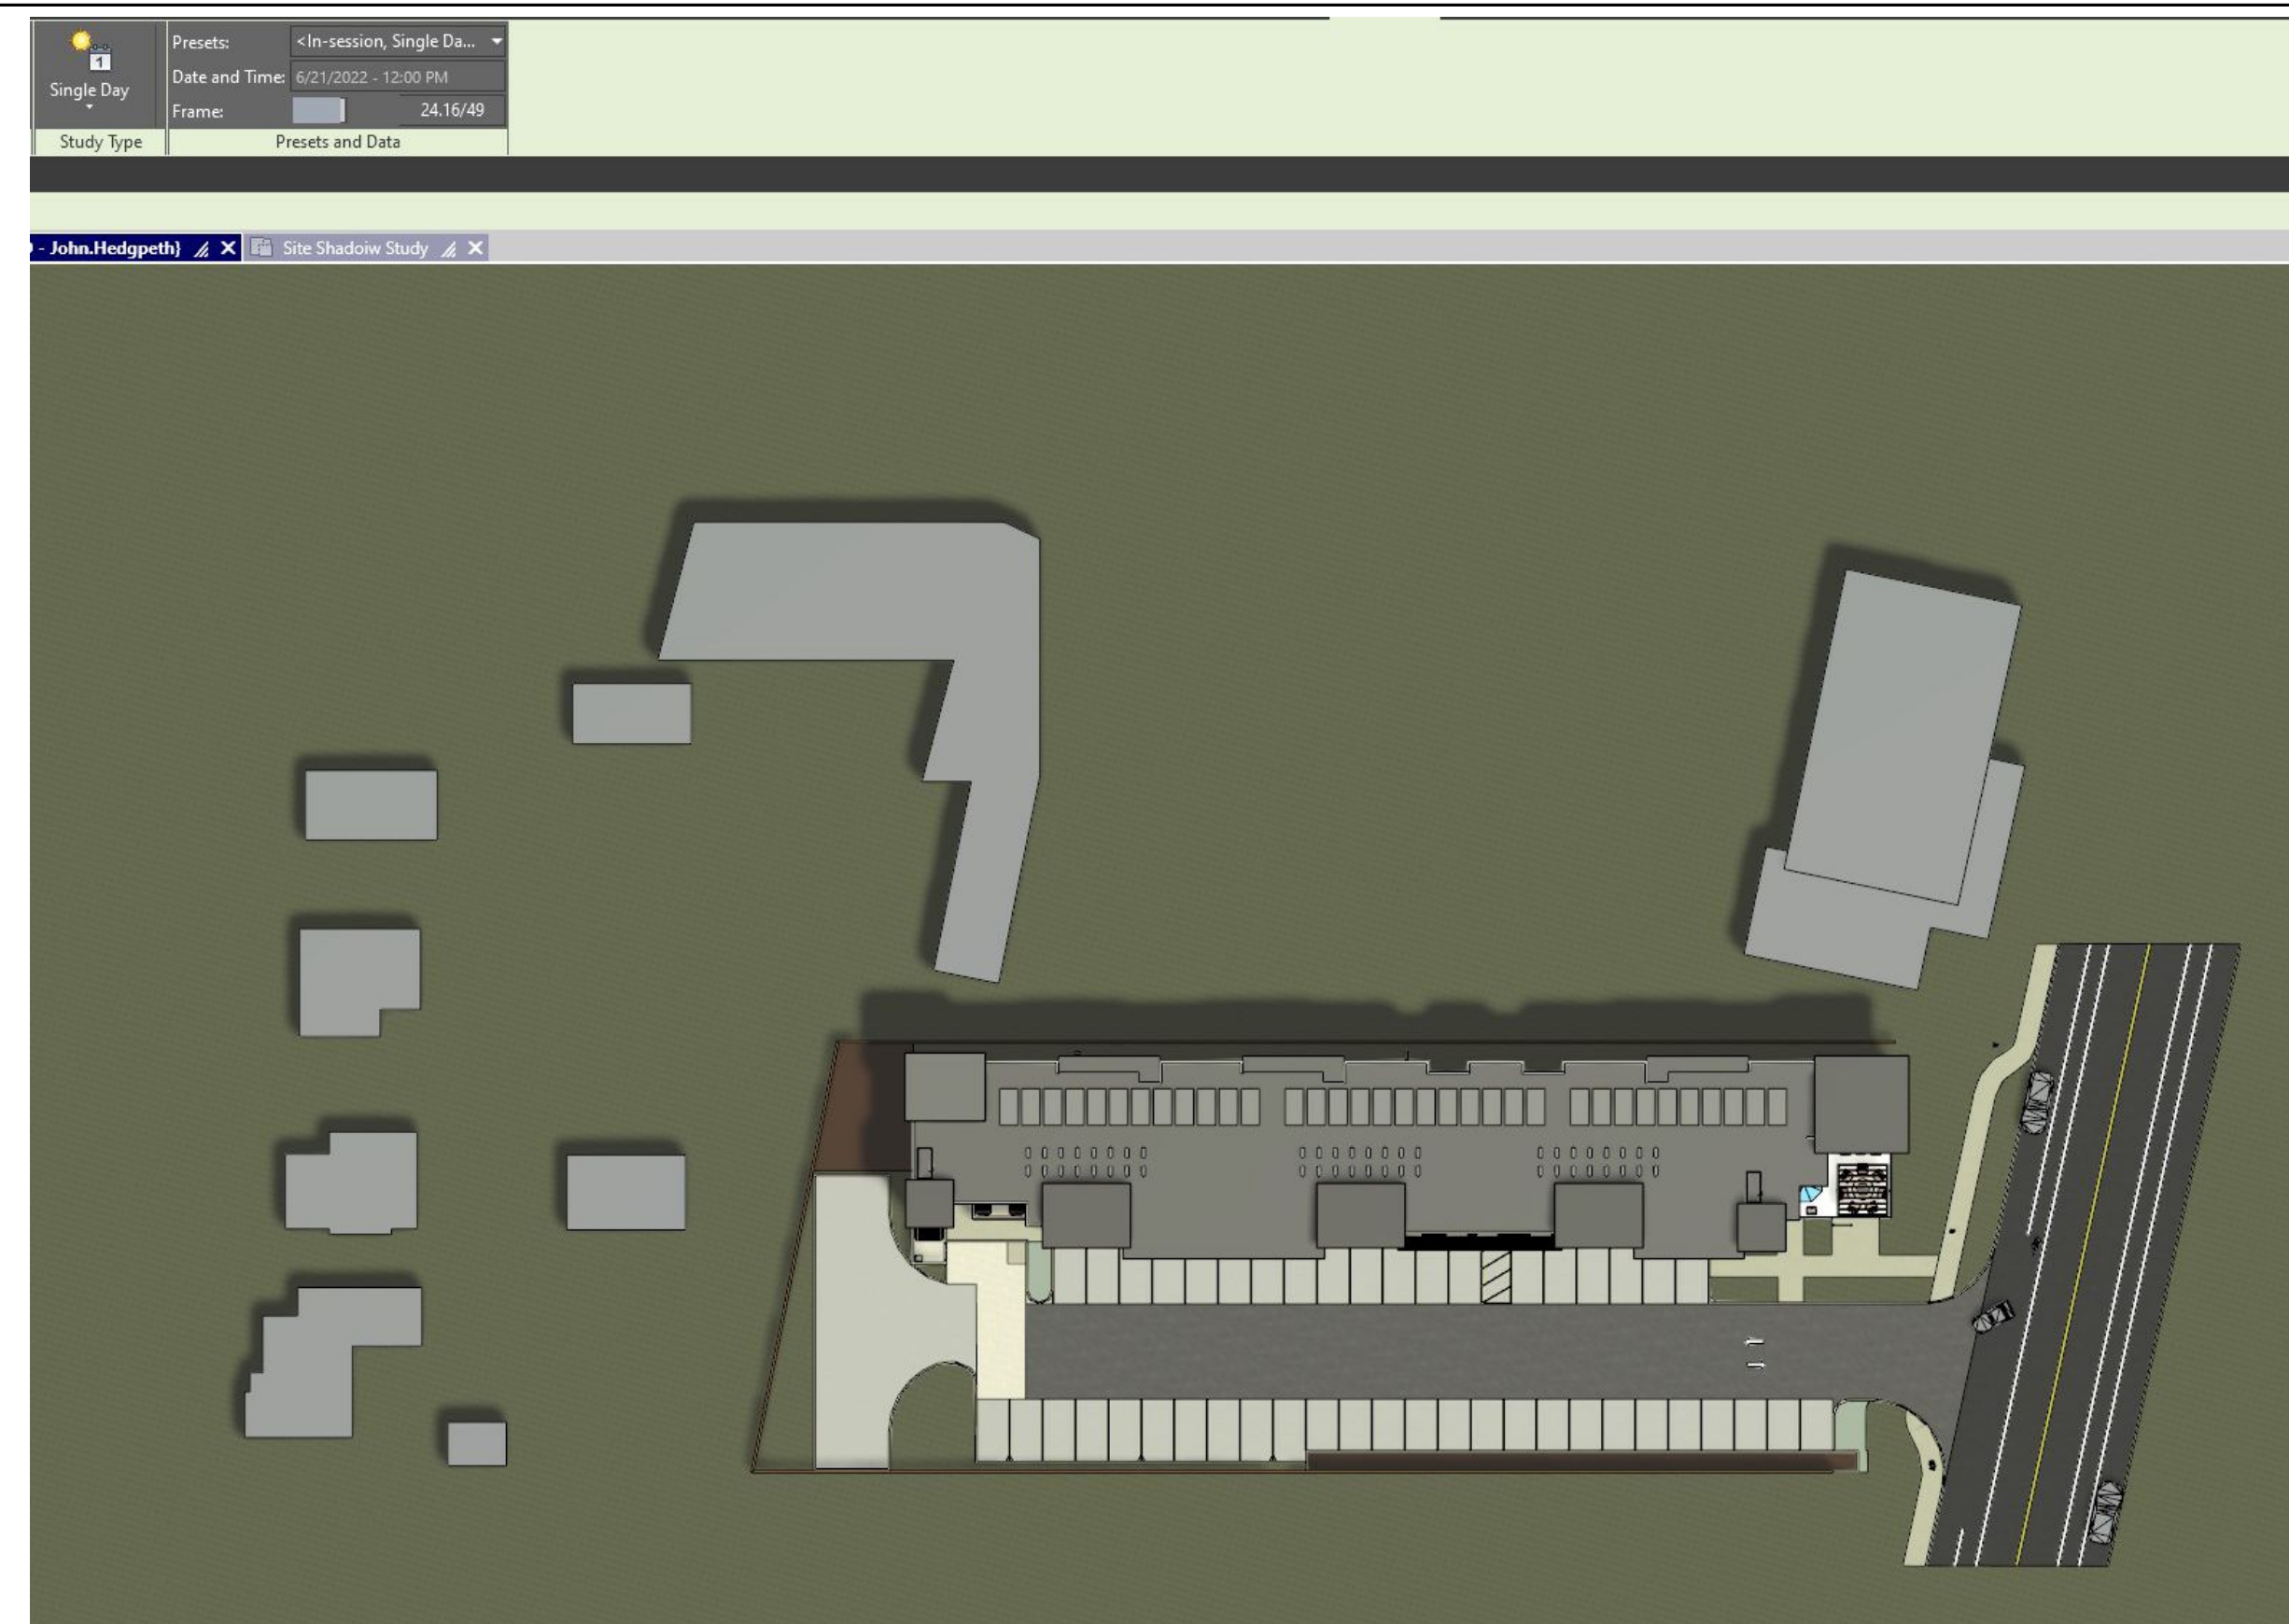 Presets: <In-session, Single Da...
1
Date and Time: 6/21/2022 - 12:00 PM
Single Day
Frame: 24.16/49
Study Type Presets and Data
- John.Hedgpeth} Site Shadoiw Study